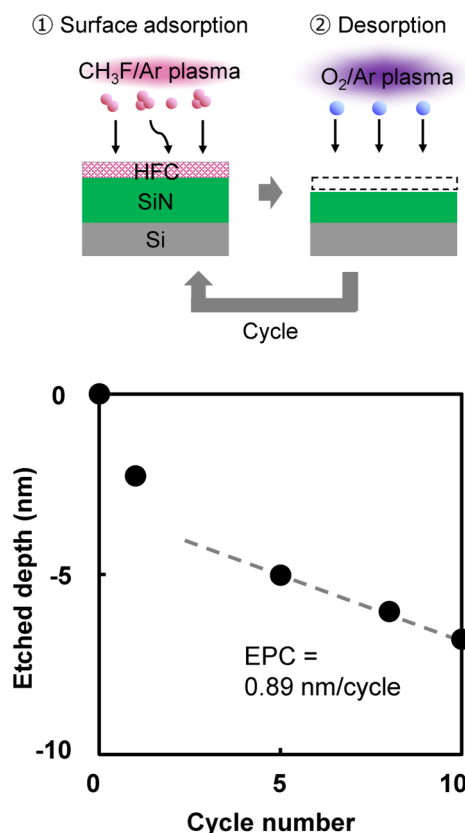 ① Surface adsorption
② Desorption
CH₃F/Ar plasma
O₂/Ar plasma
HFC
SiN
Si
Cycle
0
-5
-10
Etched depth (nm)
EPC =
0.89 nm/cycle
0
5
10
Cycle number